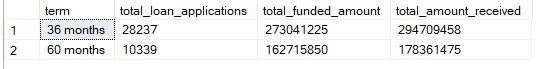 term total_loan_applications total_funded_amount total_amount_received
1 36 months 28237 273041225 294709458
2 60 months 10339 162715850 178361475